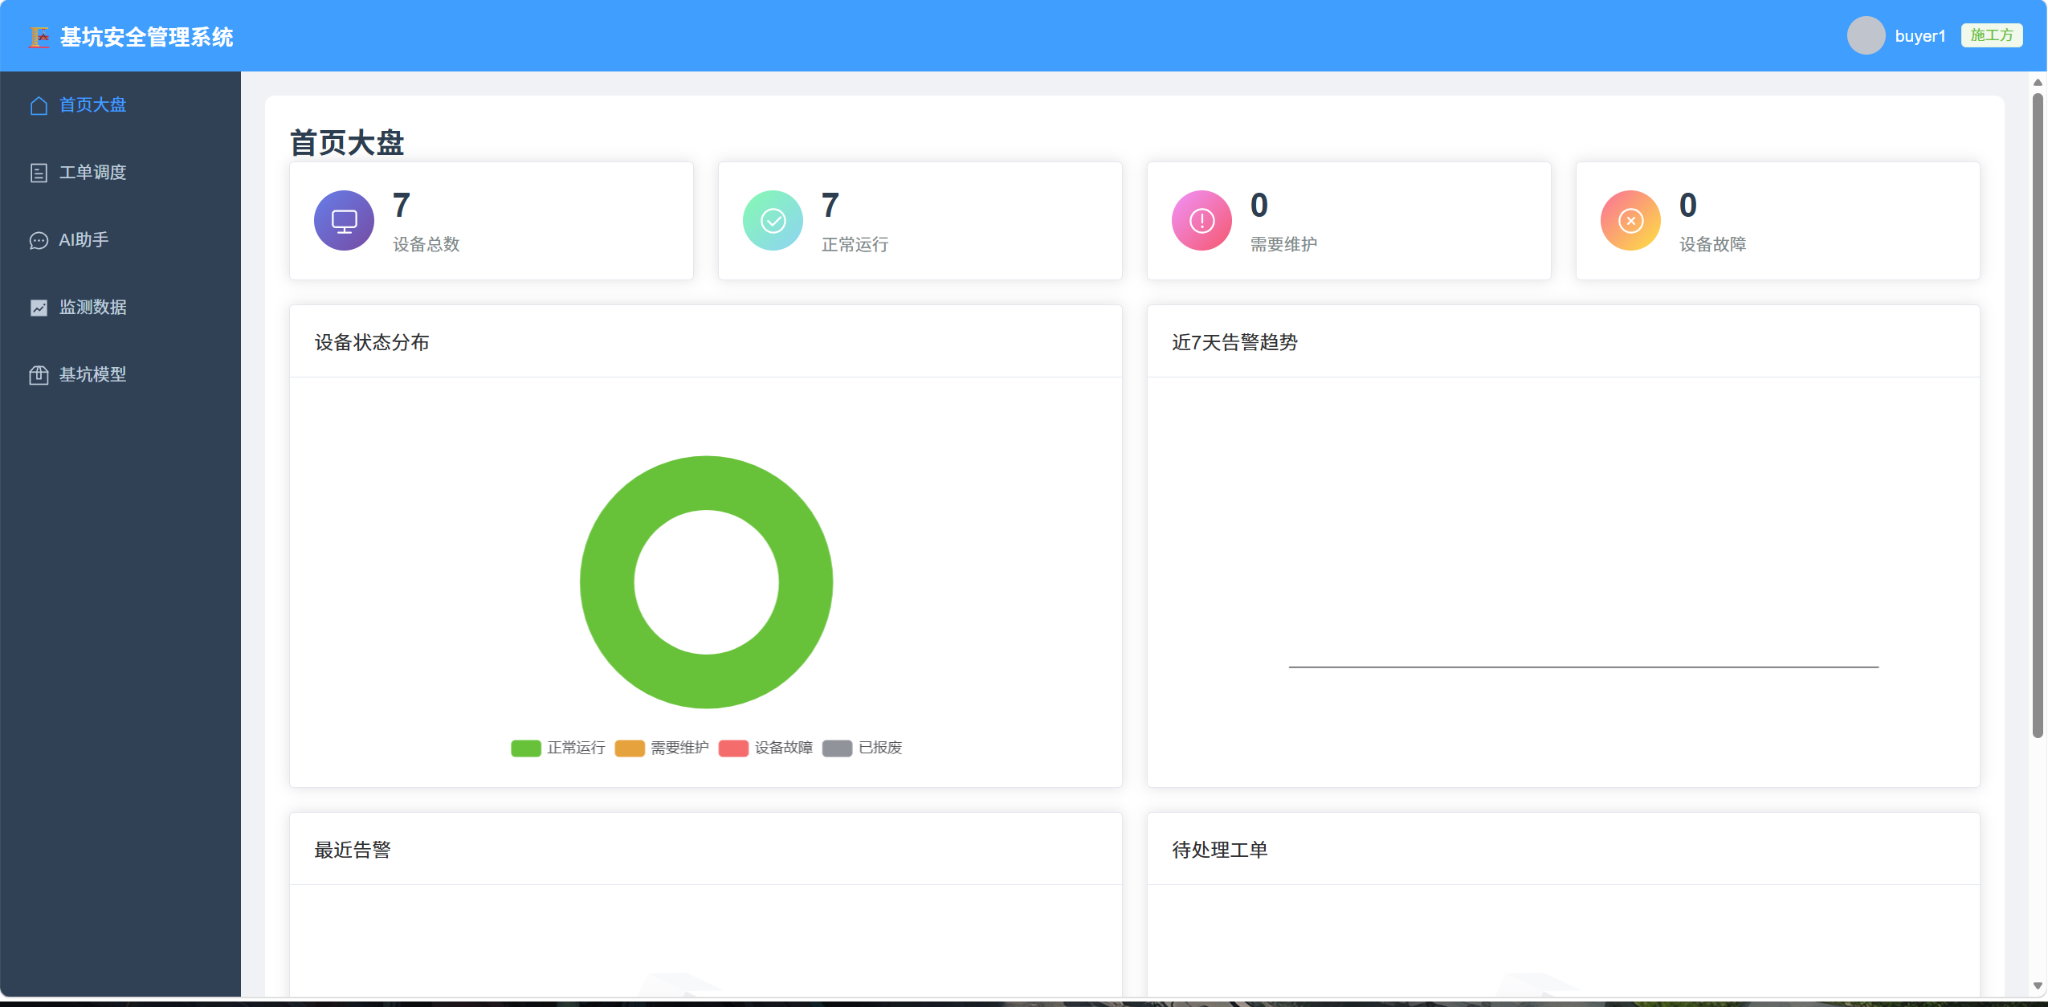 基坑安全管理系统
buyer1
施工方
首页大盘
工单调度
AI助手
监测数据
基坑模型
首页大盘
7
设备总数
7
正常运行
0
需要维护
0
设备故障
设备状态分布
正常运行 需要维护 设备故障 已报废
近7天告警趋势
最近告警
待处理工单